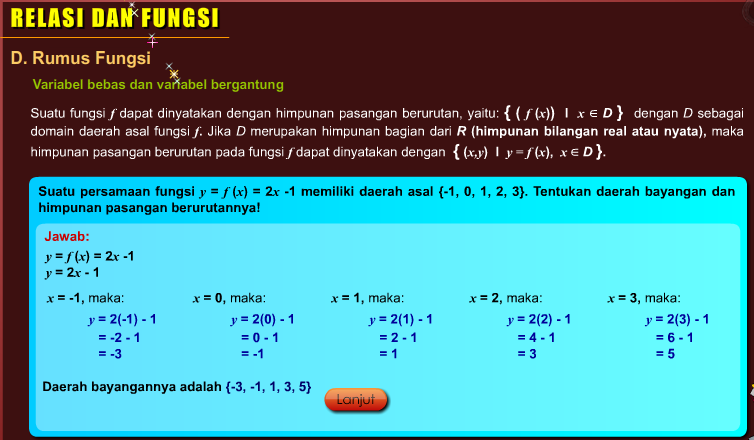 RELASI DAN FUNGSI
D. Rumus Fungsi
Variabel bebas dan variabel bergantung
Suatu fungsi f dapat dinyatakan dengan himpunan pasangan berurutan, yaitu: { ( f (x)) I x ∈ D } dengan D sebagai
domain daerah asal fungsi f. Jika D merupakan himpunan bagian dari R (himpunan bilangan real atau nyata), maka
himpunan pasangan berurutan pada fungsi f dapat dinyatakan dengan { (x,y) I y = f (x), x ∈ D }.
Suatu persamaan fungsi y = f (x) = 2x -1 memiliki daerah asal {-1, 0, 1, 2, 3}. Tentukan daerah bayangan dan
himpunan pasangan berurutannya!
Jawab:
y = f (x) = 2x -1
y = 2x - 1
x = -1, maka: x = 0, maka: x = 1, maka: x = 2, maka: x = 3, maka:
y = 2(-1) - 1 y = 2(0) - 1 y = 2(1) - 1 y = 2(2) - 1 y = 2(3) - 1
= -2 - 1 = 0 - 1 = 2 - 1 = 4 - 1 = 6 - 1
= -3 = -1 = 1 = 3 = 5
Daerah bayangannya adalah {-3, -1, 1, 3, 5}
Lanjut